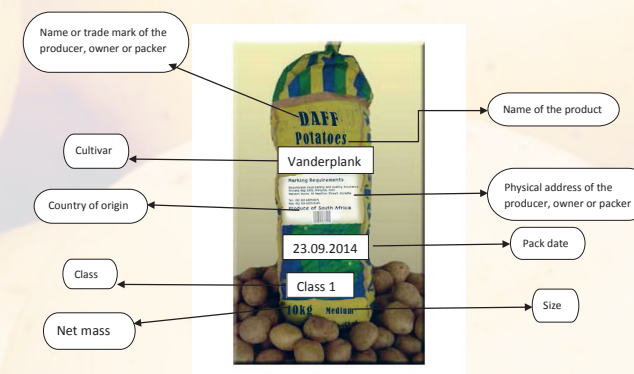 Name or trade mark of the
producer, owner or packer
DAFF
Potatoes
Name of the product
Cultivar
Vanderplank
Marking Requirements
Physical address of the
producer, owner or packer
Country of origin
Produce of South Africa
23.09.2014
Pack date
Class
Class 1
Size
10kg Medium
Net mass